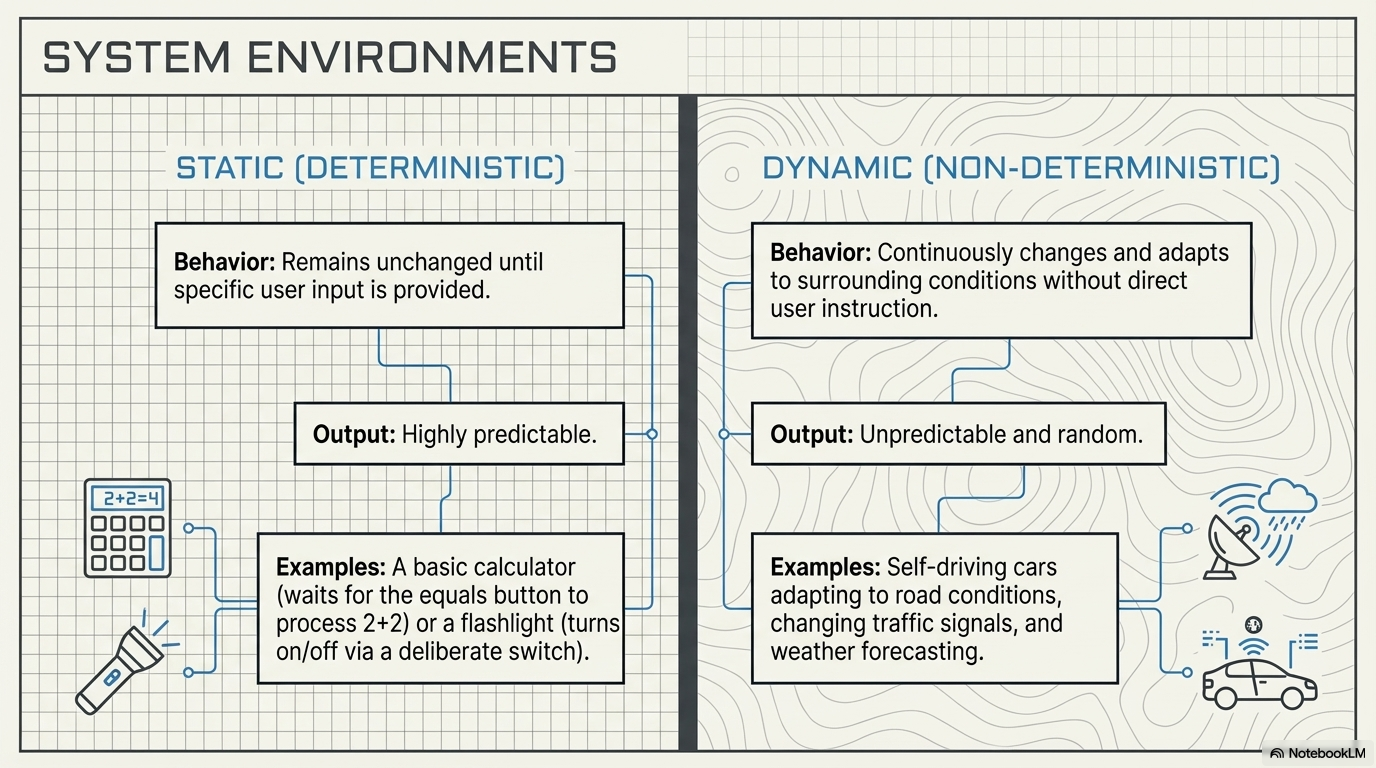 SYSTEM ENVIRONMENTS
STATIC (DETERMINISTIC)
Behavior: Remains unchanged until
specific user input is provided.
Output: Highly predictable.
2+2=4
Examples: A basic calculator
(waits for the equals button to
process 2+2) or a flashlight (turns
on/off via a deliberate switch).
DYNAMIC (NON-DETERMINISTIC)
Behavior: Continuously changes and adapts
to surrounding conditions without direct
user instruction.
Output: Unpredictable and random.
Examples: Self-driving cars
adapting to road conditions,
changing traffic signals, and
weather forecasting.
NotebookLM